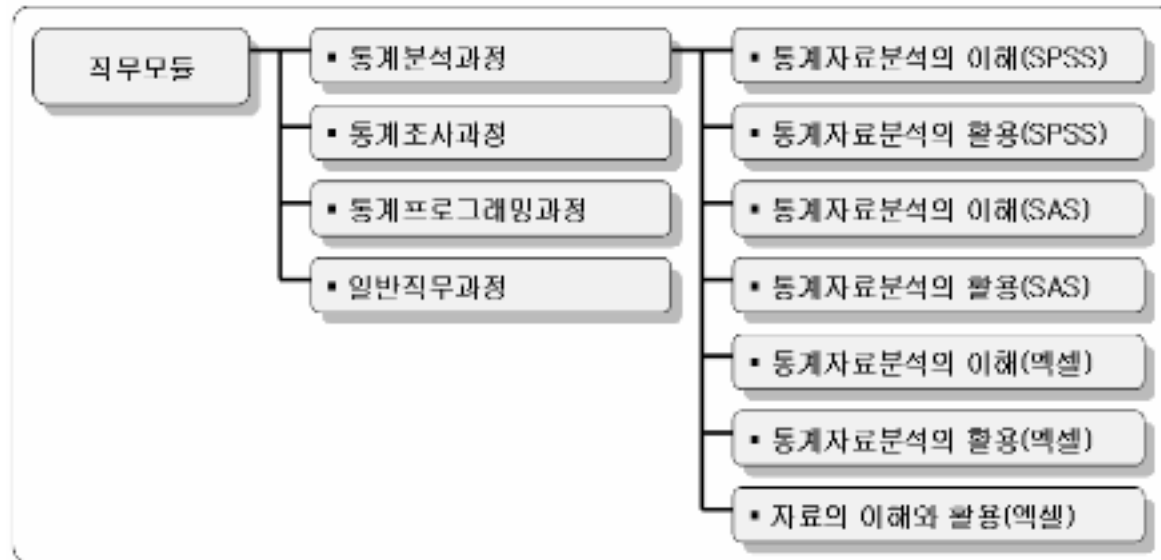 직무모듈
▪ 통계분석과정
▪ 통계조사과정
▪ 통계프로그래밍과정
▪ 일반직무과정
▪ 통계자료분석의 이해(SPSS)
▪ 통계자료분석의 활용(SPSS)
▪ 통계자료분석의 이해(SAS)
▪ 통계자료분석의 활용(SAS)
▪ 통계자료분석의 이해(엑셀)
▪ 통계자료분석의 활용(엑셀)
▪ 자료의 이해와 활용(엑셀)